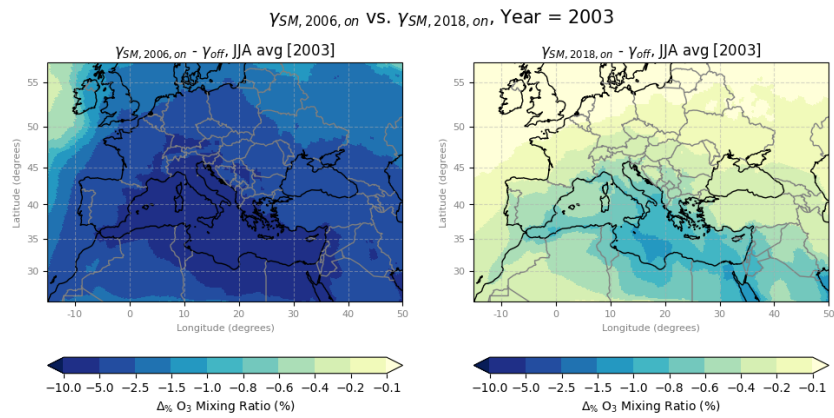 γSM, 2006, on vs. γSM, 2018, on, Year = 2003
γSM, 2006, on - γoff, JJA avg [2003]
γSM, 2018, on - γoff, JJA avg [2003]
55
50
45
40
35
30
Latitude (degrees)
-10 0 10 20 30 40 50
Longitude (degrees)
55
50
45
40
35
30
Latitude (degrees)
-10 0 10 20 30 40 50
Longitude (degrees)
−10.0 −5.0 −2.5 −1.5 −1.0 −0.8 −0.6 −0.4 −0.2 −0.1
Δ% O3 Mixing Ratio (%)
−10.0 −5.0 −2.5 −1.5 −1.0 −0.8 −0.6 −0.4 −0.2 −0.1
Δ% O3 Mixing Ratio (%)